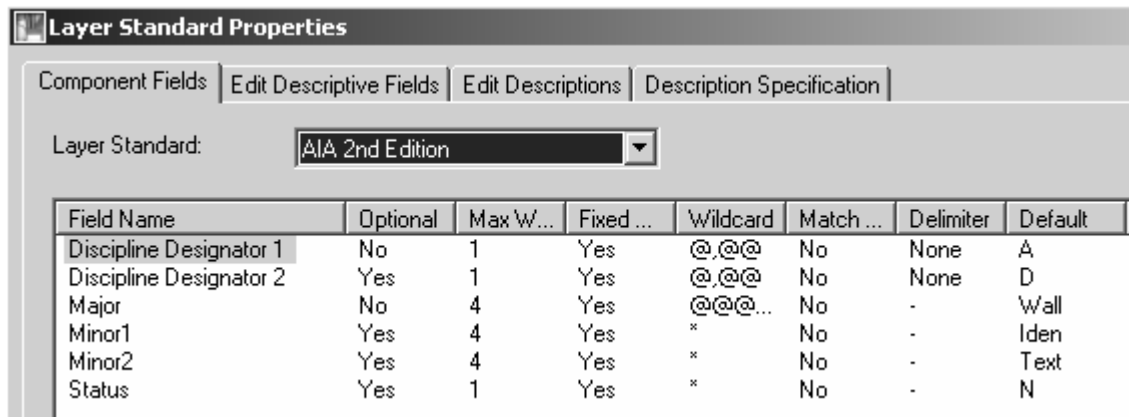 Layer Standard Properties
Component Fields Edit Descriptive Fields Edit Descriptions Description Specification
Layer Standard: AIA 2nd Edition
Field Name Optional Max W... Fixed ... Wildcard Match ... Delimiter Default
Discipline Designator 1 No 1 Yes @,@@ No None A
Discipline Designator 2 Yes 1 Yes @,@@ No None D
Major No 4 Yes @@@... No - Wall
Minor1 Yes 4 Yes * No - Iden
Minor2 Yes 4 Yes * No - Text
Status Yes 1 Yes * No - N